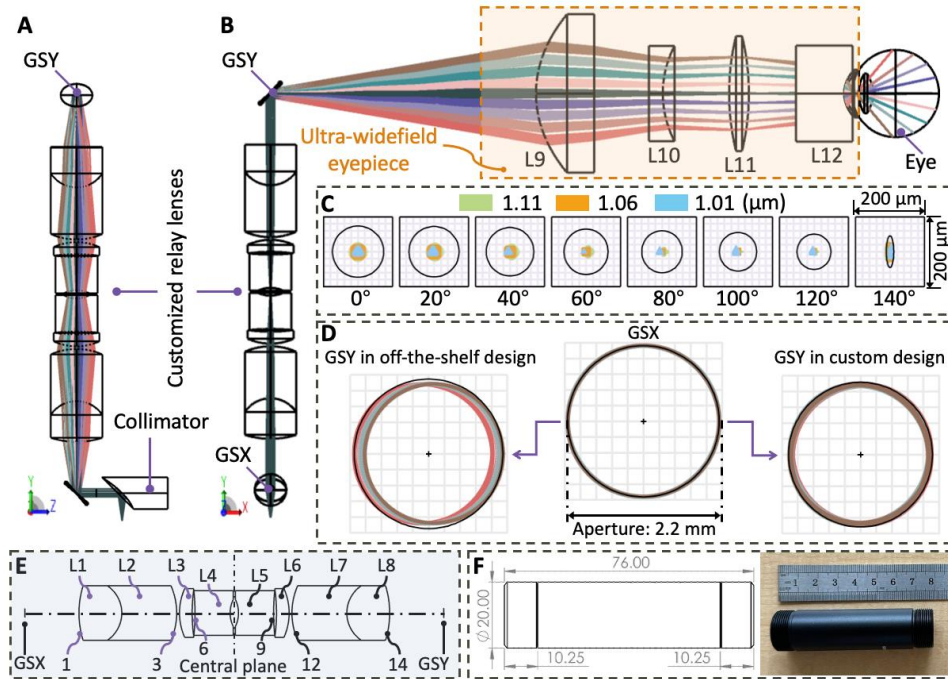 A
GSY
Customized relay lenses
Collimator
Y
Z
B
GSY
Ultra-widefield
eyepiece
L9
L10
L11
L12
Eye
GSX
Y
X
C
1.11
1.06
1.01 (µm)
200 µm
200 µm
0°
20°
40°
60°
80°
100°
120°
140°
D
GSY in off-the-shelf design
GSX
GSY in custom design
Aperture: 2.2 mm
E
L1
L2
L3
L4
L5
L6
L7
L8
GSX
GSY
1
3
6
Central plane
9
12
14
F
76.00
∅20.00
10.25
10.25
1 2 3 4 5 6 7 8